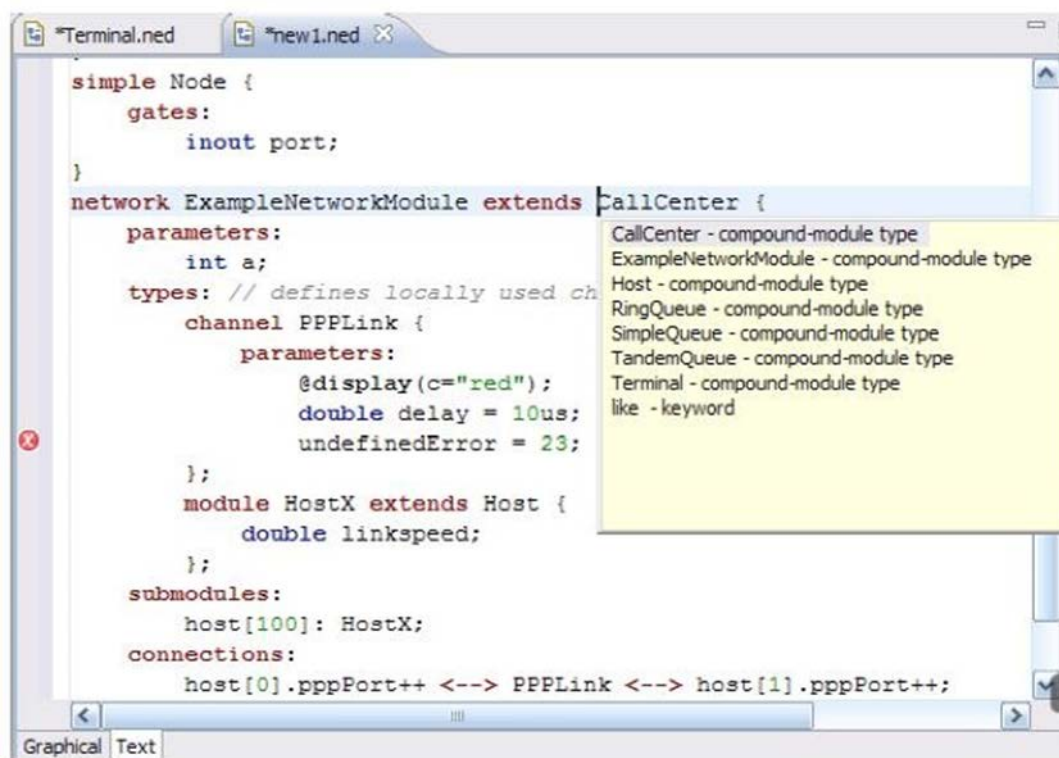 *Terminal.ned
*new1.ned
simple Node {
    gates:
        inout port;
}
network ExampleNetworkModule extends CallCenter {
    parameters:
        int a;
    types: // defines locally used ch
        channel PPPLink {
            parameters:
                @display(c="red");
                double delay = 10us;
                undefinedError = 23;
        };
        module HostX extends Host {
            double linkspeed;
        };
    submodules:
        host[100]: HostX;
    connections:
        host[0].pppPort++ <--> PPPLink <--> host[1].pppPort++;
CallCenter - compound-module type
ExampleNetworkModule - compound-module type
Host - compound-module type
RingQueue - compound-module type
SimpleQueue - compound-module type
TandemQueue - compound-module type
Terminal - compound-module type
like - keyword
Graphical Text